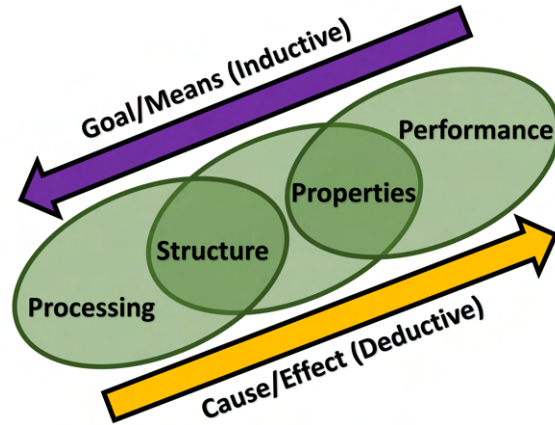 Goal/Means (Inductive)
Performance
Properties
Structure
Processing
Cause/Effect (Deductive)